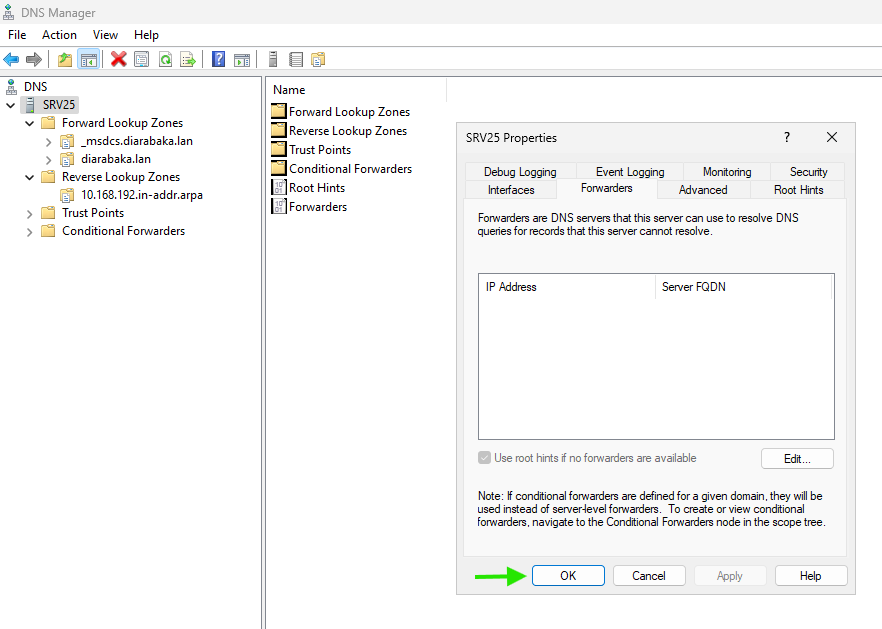 DNS Manager
File Action View Help
DNS
SRV25
Forward Lookup Zones
_msdcs.diarabaka.lan
diarabaka.lan
Reverse Lookup Zones
10.168.192.in-addr.arpa
Trust Points
Conditional Forwarders
Name
Forward Lookup Zones
Reverse Lookup Zones
Trust Points
Conditional Forwarders
Root Hints
Forwarders
SRV25 Properties
Debug Logging Event Logging Monitoring Security
Interfaces Forwarders Advanced Root Hints
Forwarders are DNS servers that this server can use to resolve DNS
queries for records that this server cannot resolve.
IP Address Server FQDN
Use root hints if no forwarders are available
Edit...
Note: If conditional forwarders are defined for a given domain, they will be
used instead of server-level forwarders. To create or view conditional
forwarders, navigate to the Conditional Forwarders node in the scope tree.
OK Cancel Apply Help